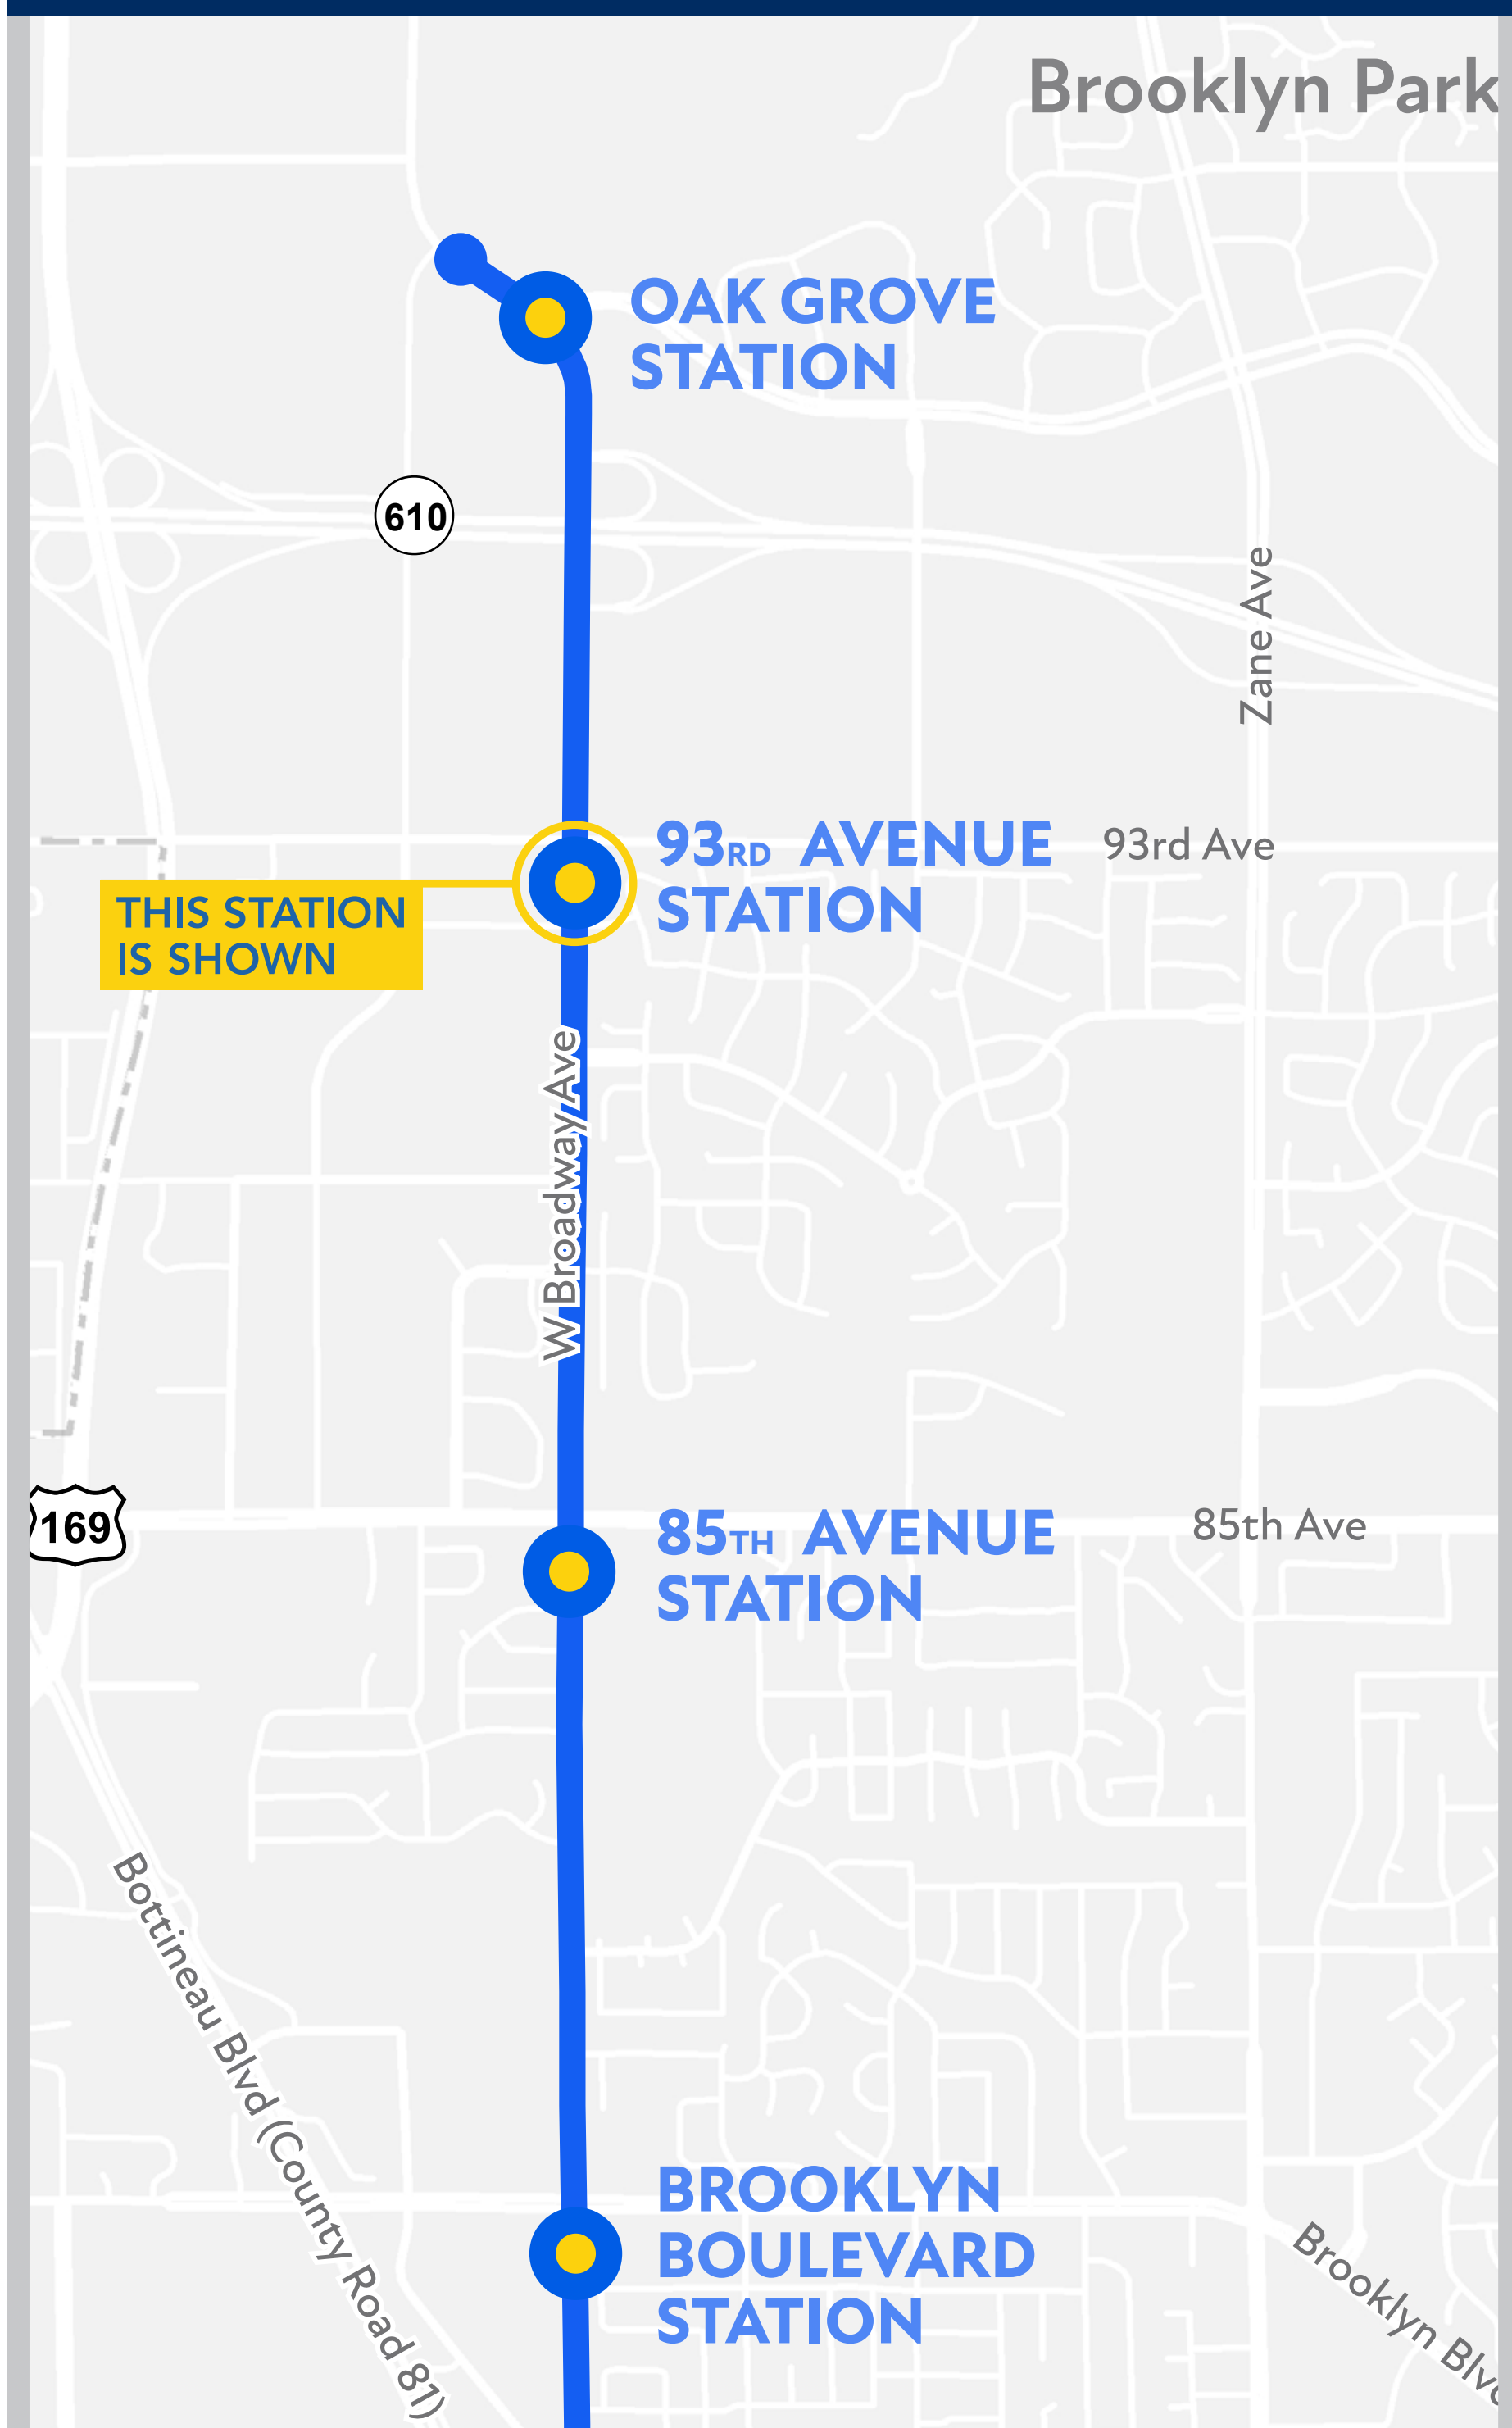 Brooklyn Park
OAK GROVE
STATION
610
Zane Ave
93RD AVENUE
STATION
93rd Ave
THIS STATION
IS SHOWN
W Broadway Ave
169
85TH AVENUE
STATION
85th Ave
Bottineau Blvd (County Road 81)
BROOKLYN
BOULEVARD
STATION
Brooklyn Blvd